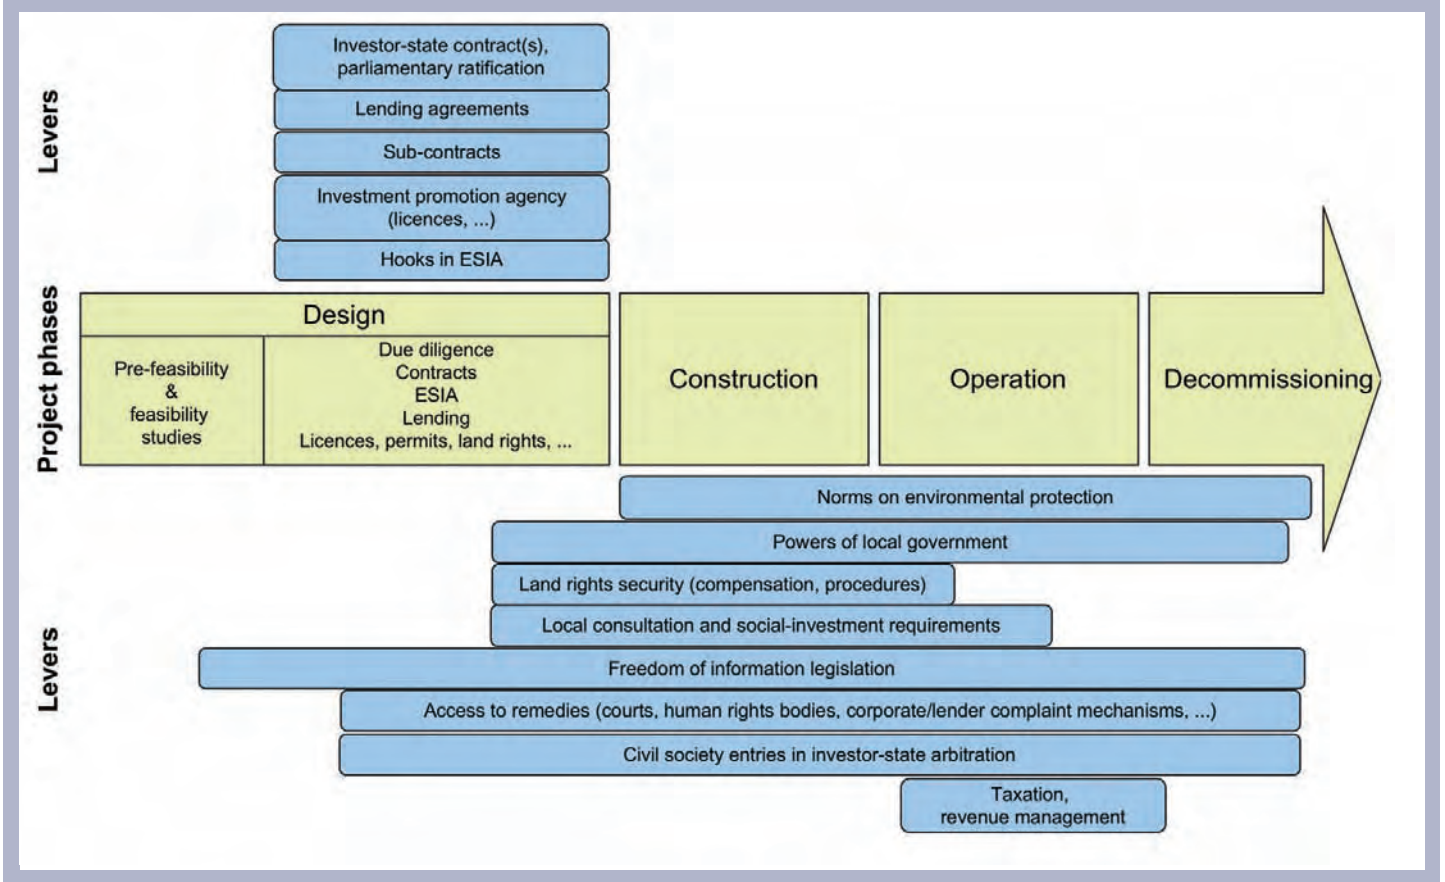 Levers
Investor-state contract(s),
parliamentary ratification
Lending agreements
Sub-contracts
Investment promotion agency
(licences, ...)
Hooks in ESIA
Project phases
Design
Pre-feasibility
&
feasibility
studies
Due diligence
Contracts
ESIA
Lending
Licences, permits, land rights, ...
Construction
Operation
Decommissioning
Levers
Norms on environmental protection
Powers of local government
Land rights security (compensation, procedures)
Local consultation and social-investment requirements
Freedom of information legislation
Access to remedies (courts, human rights bodies, corporate/lender complaint mechanisms, ...)
Civil society entries in investor-state arbitration
Taxation,
revenue management